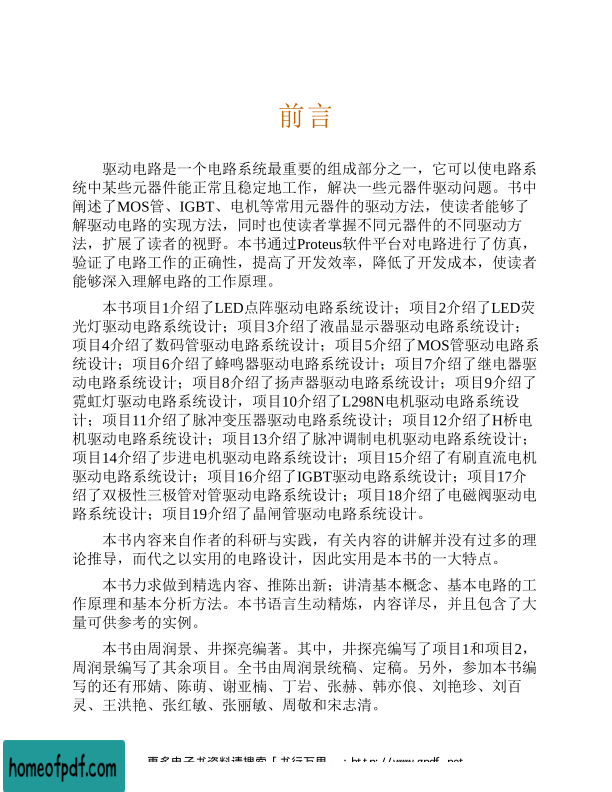 前言
驱动电路是一个电路系统最重要的组成部分之一，它可以使电路系
统中某些元器件能正常且稳定地工作，解决一些元器件驱动问题。书中
阐述了MOS管、IGBT、电机等常用元器件的驱动方法，使读者能够了
解驱动电路的实现方法，同时也使读者掌握不同元器件的不同驱动方
法，扩展了读者的视野。本书通过Proteus软件平台对电路进行了仿真，
验证了电路工作的正确性，提高了开发效率，降低了开发成本，使读者
能够深入理解电路的工作原理。
本书项目1介绍了LED点阵驱动电路系统设计；项目2介绍了LED荧
光灯驱动电路系统设计；项目3介绍了液晶显示器驱动电路系统设计；
项目4介绍了数码管驱动电路系统设计；项目5介绍了MOS管驱动电路系
统设计；项目6介绍了蜂鸣器驱动电路系统设计；项目7介绍了继电器驱
动电路系统设计；项目8介绍了扬声器驱动电路系统设计；项目9介绍了
霓虹灯驱动电路系统设计，项目10介绍了L298N电机驱动电路系统设
计；项目11介绍了脉冲变压器驱动电路系统设计；项目12介绍了H桥电
机驱动电路系统设计；项目13介绍了脉冲调制电机驱动电路系统设计；
项目14介绍了步进电机驱动电路系统设计；项目15介绍了有刷直流电机
驱动电路系统设计；项目16介绍了IGBT驱动电路系统设计；项目17介
绍了双极性三极管对管驱动电路系统设计；项目18介绍了电磁阀驱动电
路系统设计；项目19介绍了晶闸管驱动电路系统设计。
本书内容来自作者的科研与实践，有关内容的讲解并没有过多的理
论推导，而代之以实用的电路设计，因此实用是本书的一大特点。
本书力求做到精选内容、推陈出新；讲清基本概念、基本电路的工
作原理和基本分析方法。本书语言生动精炼，内容详尽，并且包含了大
量可供参考的实例。
本书由周润景、井探亮编著。其中，井探亮编写了项目1和项目2，
周润景编写了其余项目。全书由周润景统稿、定稿。另外，参加本书编
写的还有邢婧、陈萌、谢亚楠、丁岩、张赫、韩亦俍、刘艳珍、刘百
灵、王洪艳、张红敏、张丽敏、周敬和宋志清。
更多电子书资料请搜索「书行万里
homeofpdf.com